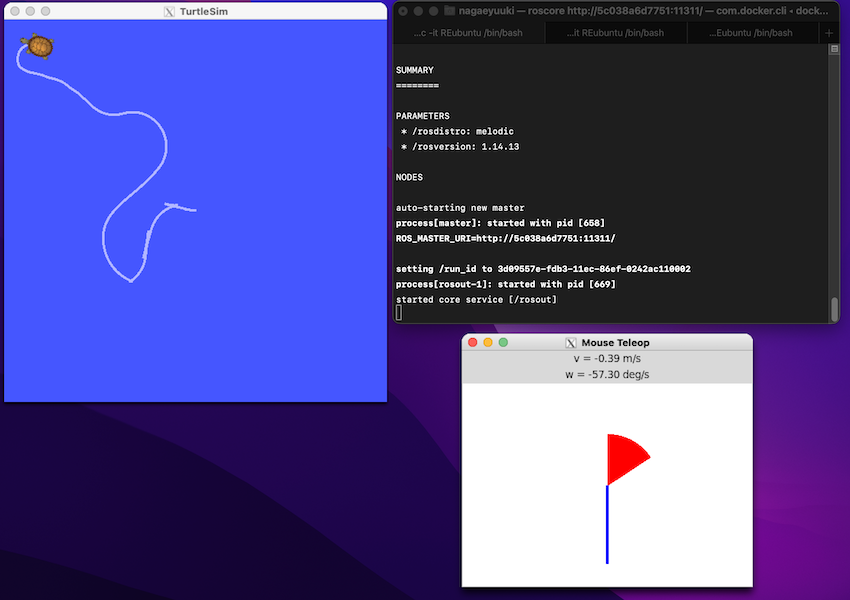 TurtleSim
nagaeyuuki — roscore http://5c038a6d7751:11311/ — com.docker.cli ◂ dock...
...c -it REubuntu /bin/bash
...it REubuntu /bin/bash
...Eubuntu /bin/bash
SUMMARY
========
PARAMETERS
* /rosdistro: melodic
* /rosversion: 1.14.13
NODES
auto-starting new master
process[master]: started with pid [658]
ROS_MASTER_URI=http://5c038a6d7751:11311/
setting /run_id to 3d09557e-fdb3-11ec-86ef-0242ac110002
process[rosout-1]: started with pid [669]
started core service [/rosout]
Mouse Teleop
v = -0.39 m/s
w = -57.30 deg/s